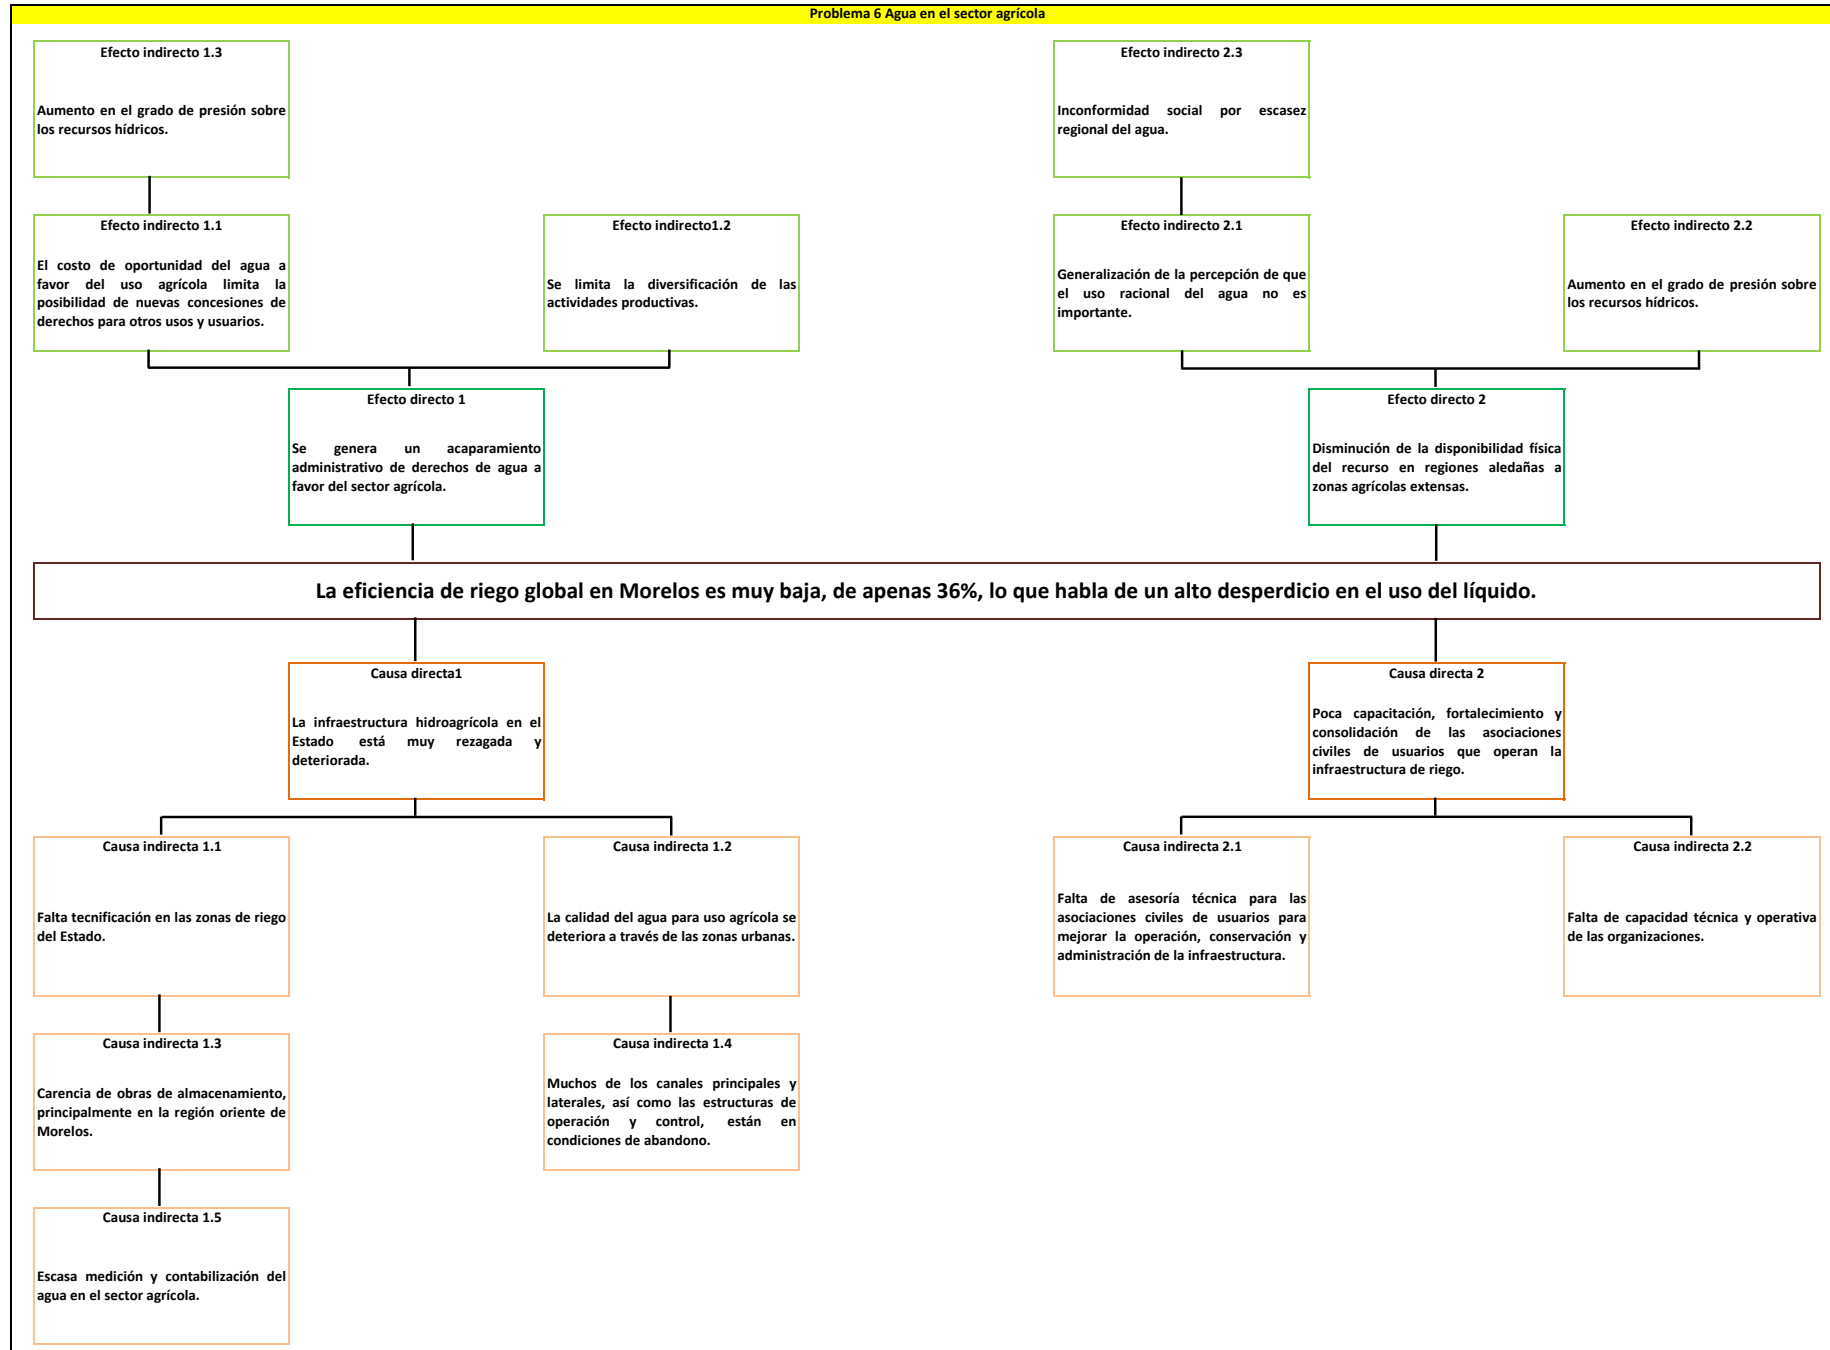 Problema 6 Agua en el sector agrícola
Efecto indirecto 1.3
Aumento en el grado de presión sobre
los recursos hídricos.
Efecto indirecto 2.3
Inconformidad social por escasez
regional del agua.
Efecto indirecto 1.1
El costo de oportunidad del agua a
favor del uso agrícola limita la
posibilidad de nuevas concesiones de
derechos para otros usos y usuarios.
Efecto indirecto1.2
Se limita la diversificación de las
actividades productivas.
Efecto indirecto 2.1
Generalización de la percepción de que
el uso racional del agua no es
importante.
Efecto indirecto 2.2
Aumento en el grado de presión sobre
los recursos hídricos.
Efecto directo 1
Se genera un acaparamiento
administrativo de derechos de agua a
favor del sector agrícola.
Efecto directo 2
Disminución de la disponibilidad física
del recurso en regiones aledañas a
zonas agrícolas extensas.
La eficiencia de riego global en Morelos es muy baja, de apenas 36%, lo que habla de un alto desperdicio en el uso del líquido.
Causa directa1
La infraestructura hidroagrícola en el
Estado está muy rezagada y
deteriorada.
Causa directa 2
Poca capacitación, fortalecimiento y
consolidación de las asociaciones
civiles de usuarios que operan la
infraestructura de riego.
Causa indirecta 1.1
Falta tecnificación en las zonas de riego
del Estado.
Causa indirecta 1.2
La calidad del agua para uso agrícola se
deteriora a través de las zonas urbanas.
Causa indirecta 2.1
Falta de asesoría técnica para las
asociaciones civiles de usuarios para
mejorar la operación, conservación y
administración de la infraestructura.
Causa indirecta 2.2
Falta de capacidad técnica y operativa
de las organizaciones.
Causa indirecta 1.3
Carencia de obras de almacenamiento,
principalmente en la región oriente de
Morelos.
Causa indirecta 1.4
Muchos de los canales principales y
laterales, así como las estructuras de
operación y control, están en
condiciones de abandono.
Causa indirecta 1.5
Escasa medición y contabilización del
agua en el sector agrícola.